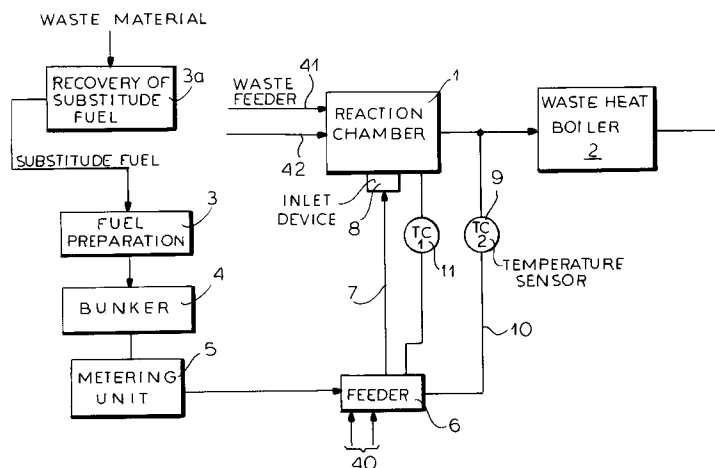 WASTE MATERIAL
RECOVERY OF
SUBSTITUDE
FUEL
3a
SUBSTITUDE FUEL
FUEL
PREPARATION
3
BUNKER
4
METERING
UNIT
5
WASTE
FEEDER
41
42
REACTION
CHAMBER
1
INLET
DEVICE
8
7
TC
1
11
WASTE HEAT
BOILER
2
9
TC
2
TEMPERATURE
SENSOR
10
FEEDER
6
40